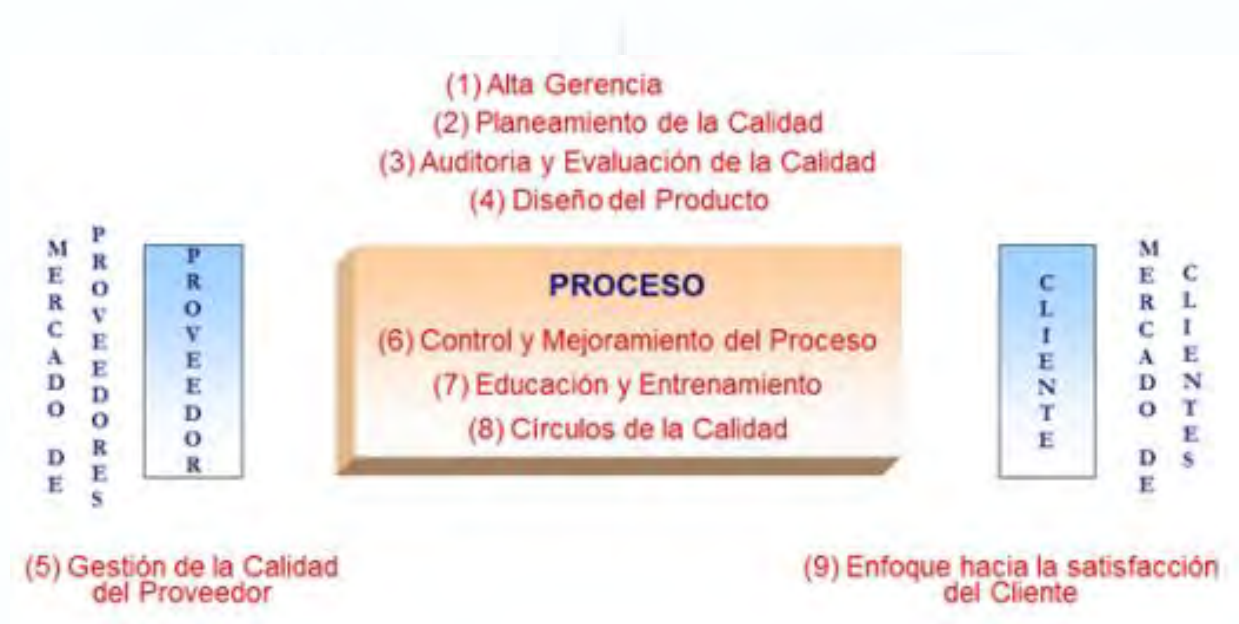 (1) Alta Gerencia
(2) Planeamiento de la Calidad
(3) Auditoria y Evaluación de la Calidad
(4) Diseño del Producto
MERCADO DE
PROVEEDORES
PROVEEDOR
PROCESO
(6) Control y Mejoramiento del Proceso
(7) Educación y Entrenamiento
(8) Círculos de la Calidad
CLIENTE
MERCADO DE
CLIENTES
(5) Gestión de la Calidad
del Proveedor
(9) Enfoque hacia la satisfacción
del Cliente